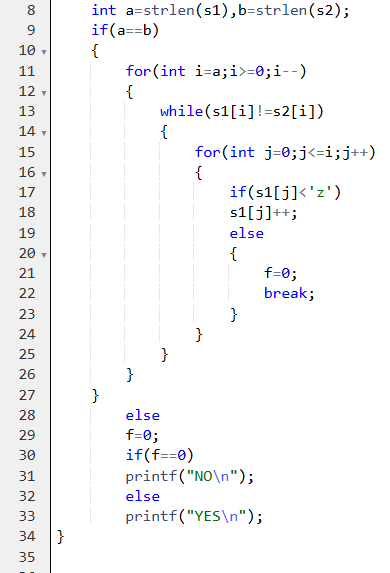 8 int a=strlen(s1),b=strlen(s2);
9 if(a==b)
10 {
11 for(int i=a;i>=0;i--)
12 {
13 while(s1[i]!=s2[i])
14 {
15 for(int j=0;j<=i;j++)
16 {
17 if(s1[j]<'z')
18 s1[j]++;
19 else
20 {
21 f=0;
22 break;
23 }
24 }
25 }
26 }
27 }
28 else
29 f=0;
30 if(f==0)
31 printf("NO\n");
32 else
33 printf("YES\n");
34 }
35